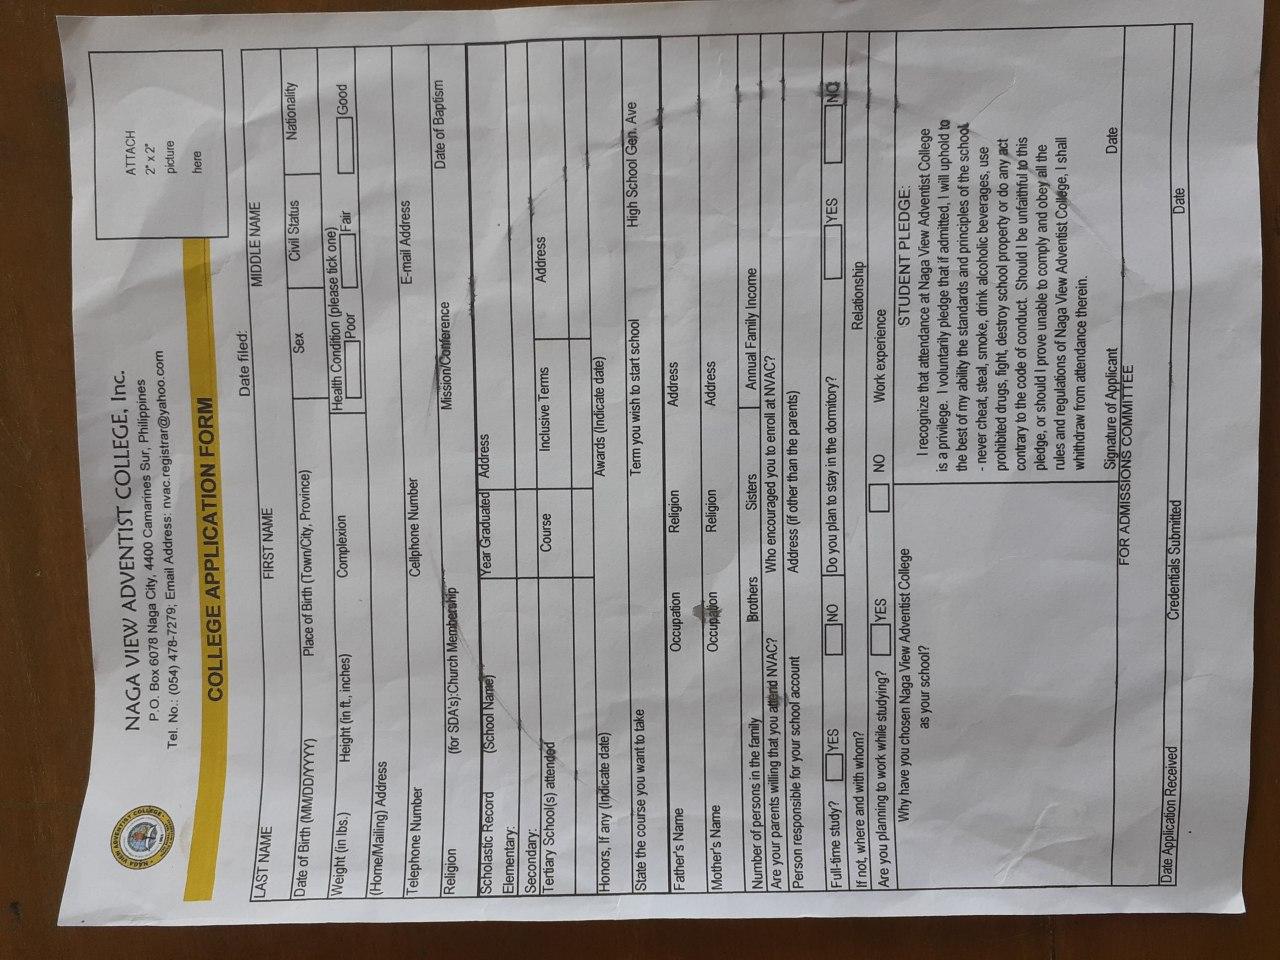 NAGA VIEW ADVENTIST COLLEGE, Inc.
P.O. Box 6078 Naga City, 4400 Camarines Sur, Philippines
Tel. No.: (054) 478-7279; Email Address: nvac.registrar@yahoo.com
COLLEGE APPLICATION FORM
ATTACH
2" x 2"
picture
here
Date filed:
LAST NAME FIRST NAME MIDDLE NAME
Date of Birth (MM/DD/YYYY) Place of Birth (Town/City, Province) Sex Civil Status Nationality
Weight (in lbs.) Height (in ft., inches) Complexion Health Condition (please tick one)
Poor Fair Good
(Home/Mailing) Address
Telephone Number Cellphone Number E-mail Address
Religion (for SDA's):Church Membership Mission/Conference Date of Baptism
Scholastic Record (School Name) Year Graduated Address
Elementary:
Secondary:
Tertiary School(s) attended Course Inclusive Terms Address
Honors, If any (Indicate date) Awards (Indicate date)
State the course you want to take Term you wish to start school High School Gen. Ave
Father's Name Occupation Religion Address
Mother's Name Occupation Religion Address
Number of persons in the family Brothers Sisters Annual Family Income
Are your parents willing that you attend NVAC? Who encouraged you to enroll at NVAC?
Person responsible for your school account Address (if other than the parents)
Full-time study? YES NO Do you plan to stay in the dormitory? YES NO
If not, where and with whom? Relationship
Are you planning to work while studying? YES NO Work experience
Why have you chosen Naga View Adventist College
as your school?
STUDENT PLEDGE:
I recognize that attendance at Naga View Adventist College
is a privilege. I voluntarily pledge that if admitted, I will uphold to
the best of my ability the standards and principles of the school
- never cheat, steal, smoke, drink alcoholic beverages, use
prohibited drugs, fight, destroy school property or do any act
contrary to the code of conduct. Should I be unfaithful to this
pledge, or should I prove unable to comply and obey all the
rules and regulations of Naga View Adventist College, I shall
whithdraw from attendance therein.
Signature of Applicant Date
FOR ADMISSIONS COMMITTEE
Date Application Received Credentials Submitted Date